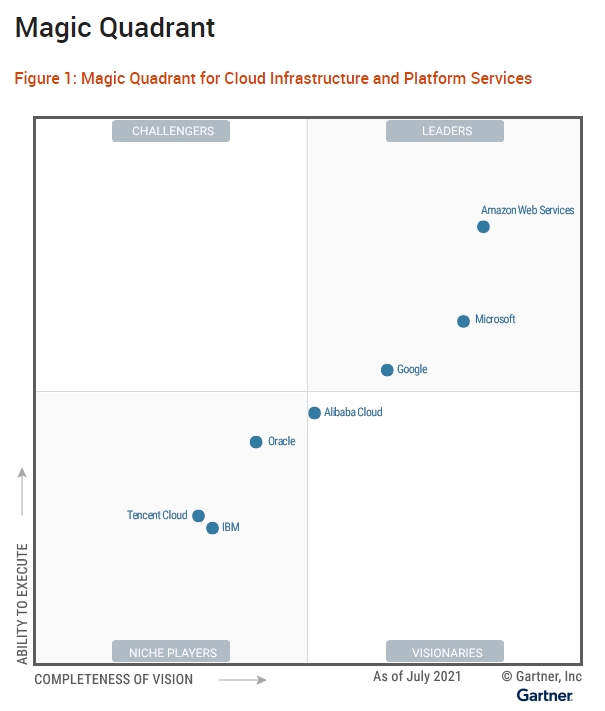 Magic Quadrant
Figure 1: Magic Quadrant for Cloud Infrastructure and Platform Services
CHALLENGERS
LEADERS
Amazon Web Services
Microsoft
Google
Alibaba Cloud
Oracle
Tencent Cloud
IBM
NICHE PLAYERS
VISIONARIES
ABILITY TO EXECUTE
COMPLETENESS OF VISION
As of July 2021
© Gartner, Inc
Gartner